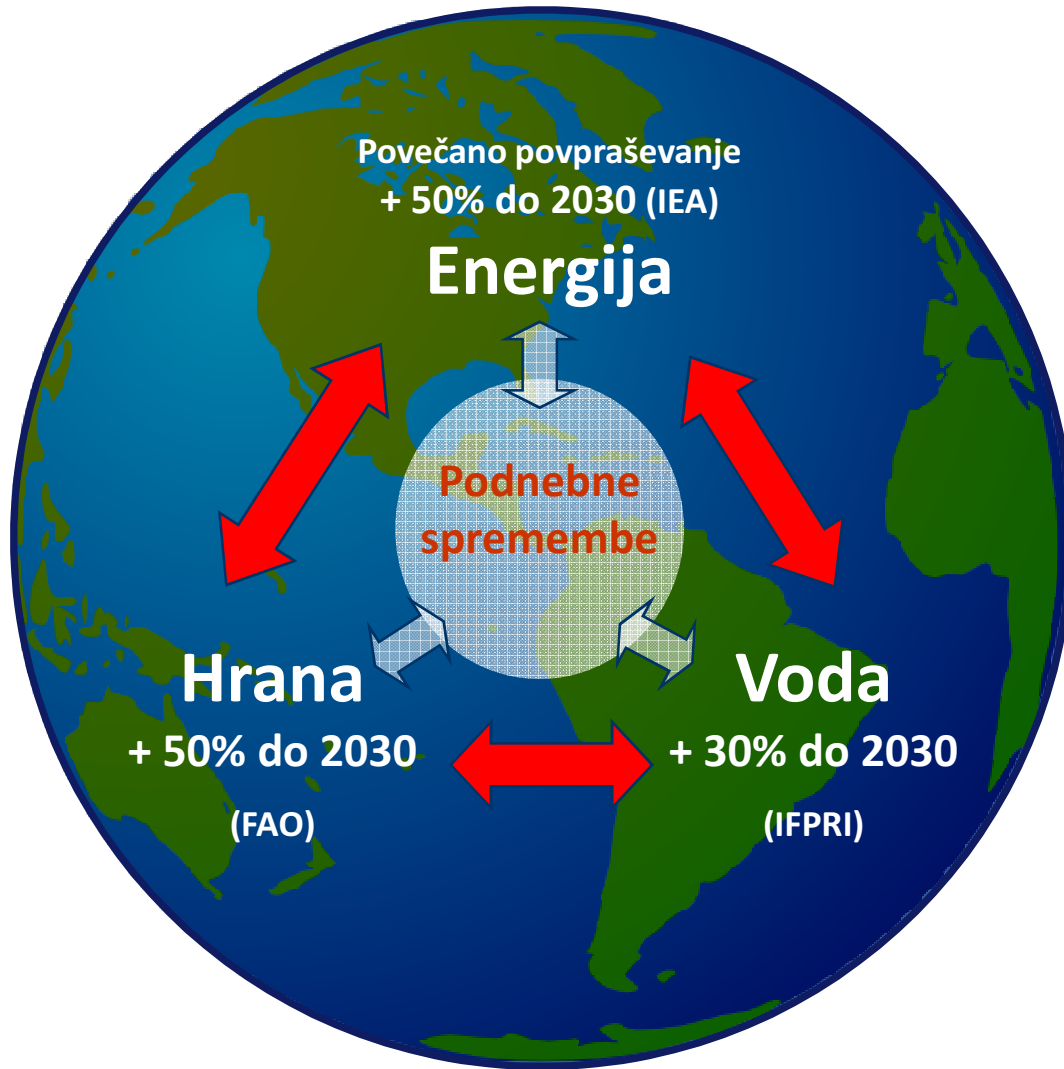 Povečano povpraševanje
+ 50% do 2030 (IEA)
Energija
Podnebne
spremembe
Hrana
+ 50% do 2030
(FAO)
Voda
+ 30% do 2030
(IFPRI)